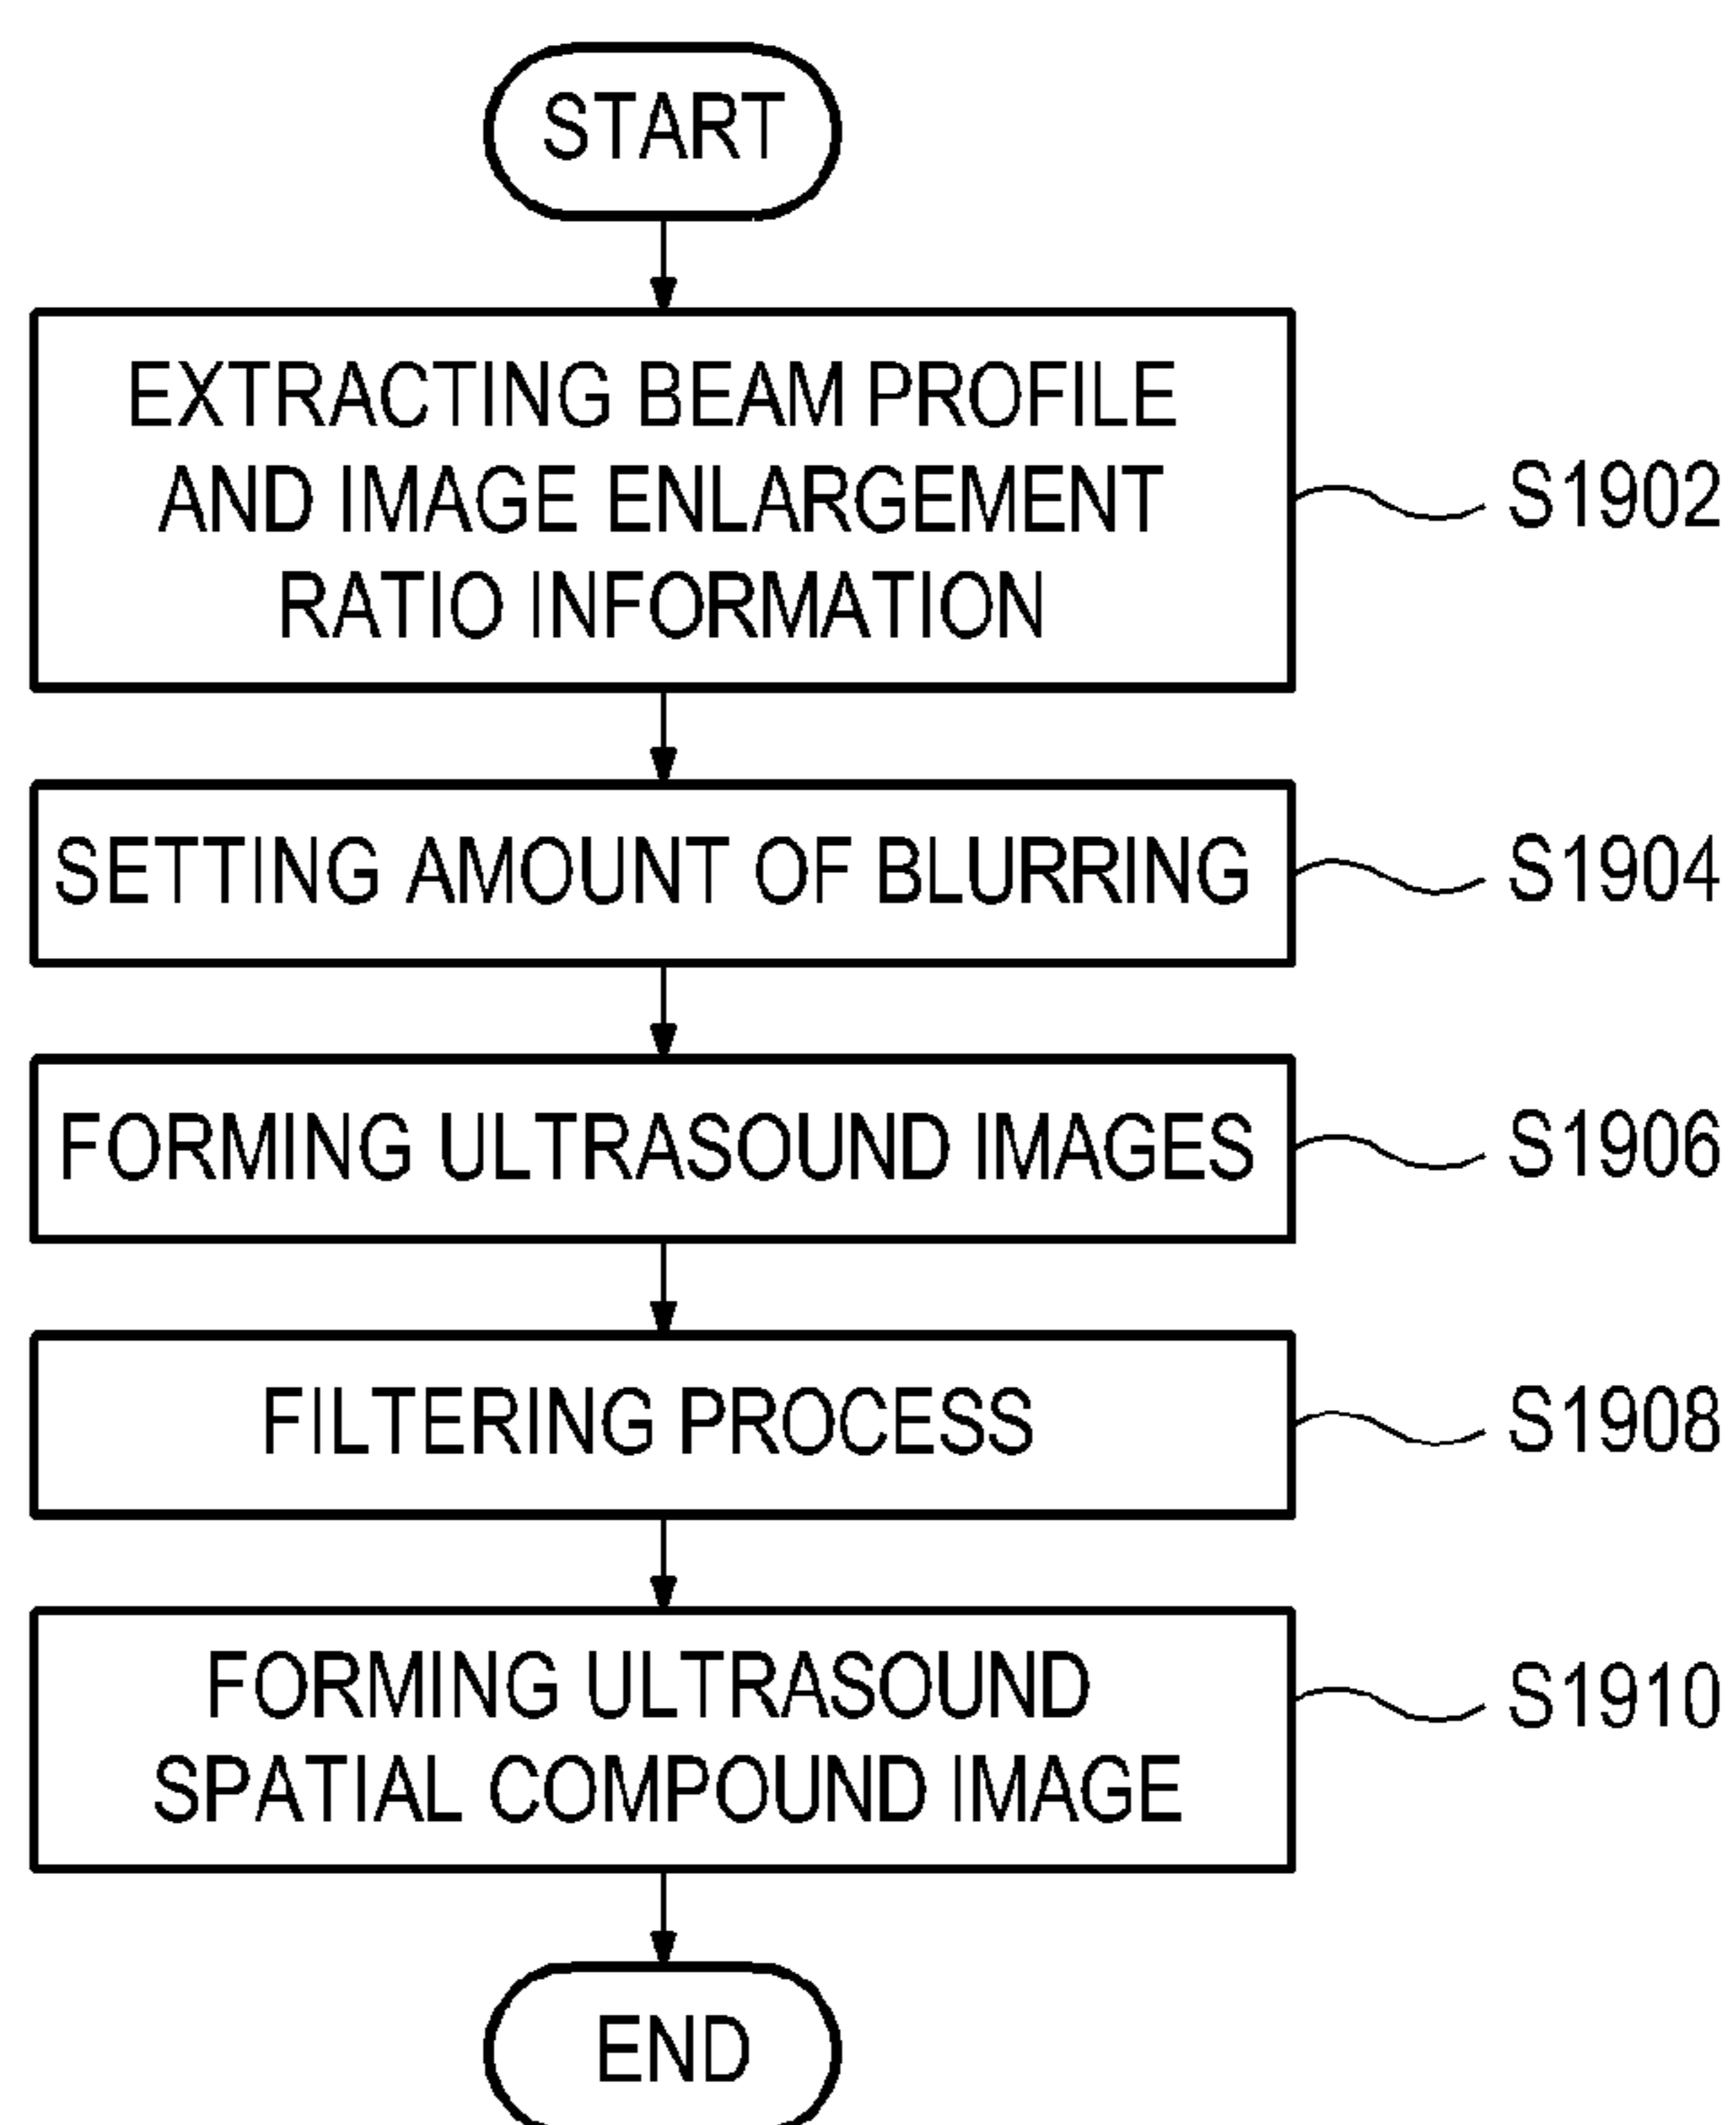 START
EXTRACTING BEAM PROFILE
AND IMAGE ENLARGEMENT
RATIO INFORMATION
S1902
SETTING AMOUNT OF BLURRING
S1904
FORMING ULTRASOUND IMAGES
S1906
FILTERING PROCESS
S1908
FORMING ULTRASOUND
SPATIAL COMPOUND IMAGE
S1910
END